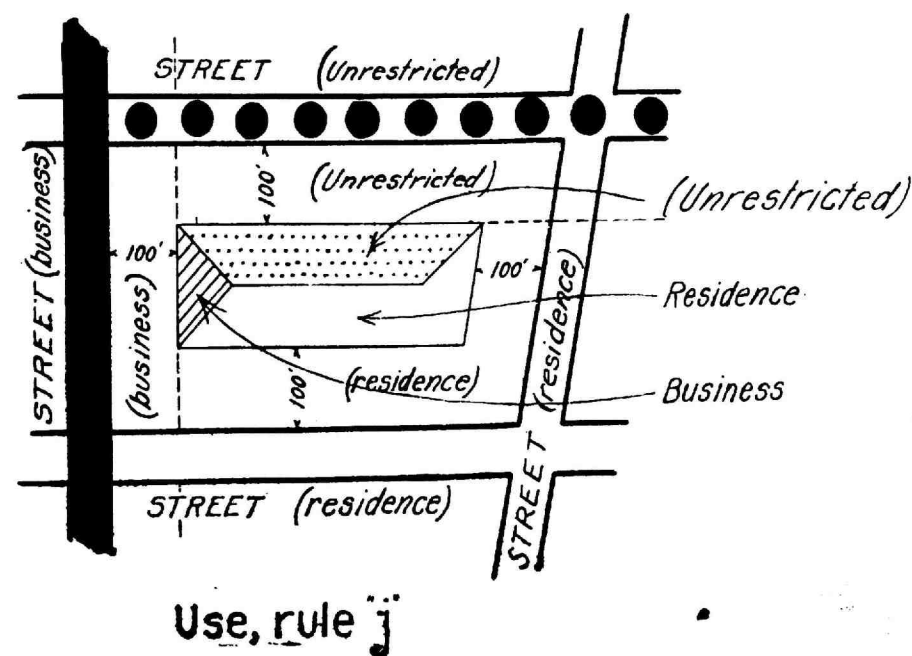 STREET (Unrestricted)
100'
(Unrestricted)
(Unrestricted)
STREET (business)
100'
(business)
100'
(residence)
Residence
(residence)
100'
Business
STREET
STREET (residence)
Use, rule "j"